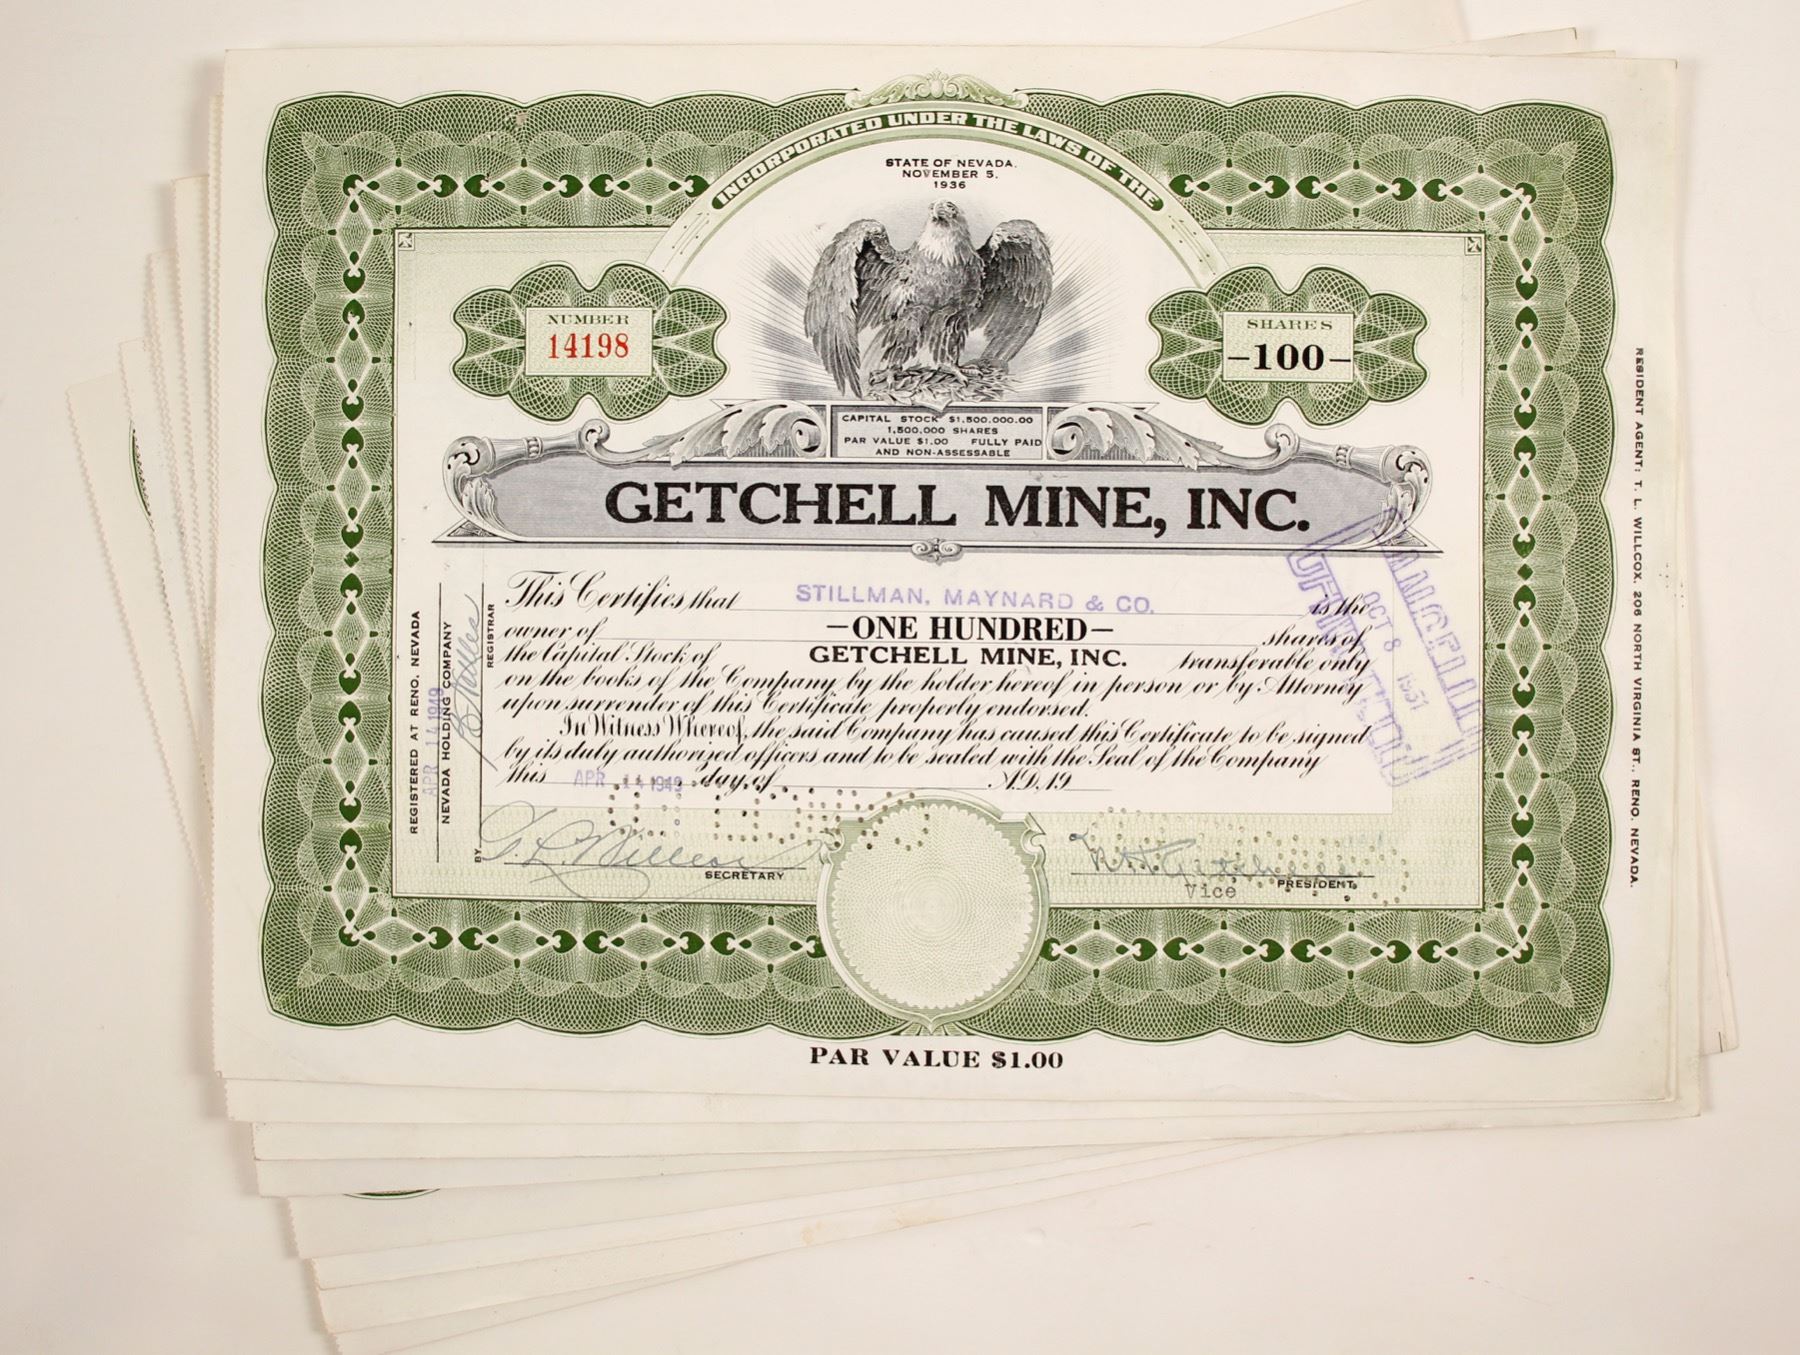 INCORPORATED UNDER THE LAWS OF THE
STATE OF NEVADA.
NOVEMBER 5.
1936
NUMBER
14198
SHARES
–100–
CAPITAL STOCK $1,500,000.00
1,500,000 SHARES
PAR VALUE $1.00 FULLY PAID
AND NON-ASSESSABLE
GETCHELL MINE, INC.
This Certifies that STILLMAN, MAYNARD & CO. is the
owner of –ONE HUNDRED– shares of
the Capital Stock of GETCHELL MINE, INC. transferable only
on the books of the Company by the holder hereof in person or by Attorney
upon surrender of this Certificate properly endorsed.
In Witness Whereof, the said Company has caused this Certificate to be signed
by its duly authorized officers and to be sealed with the Seal of the Company
this APR 14 1949 day of A.D. 19
T. L. Willcox
SECRETARY
Vice PRESIDENT
REGISTERED AT RENO, NEVADA
APR 14 1949
NEVADA HOLDING COMPANY
BY
REGISTRAR
OCT 8 1951
RESIDENT AGENT: T. L. WILLCOX, 206 NORTH VIRGINIA ST., RENO, NEVADA.
PAR VALUE $1.00